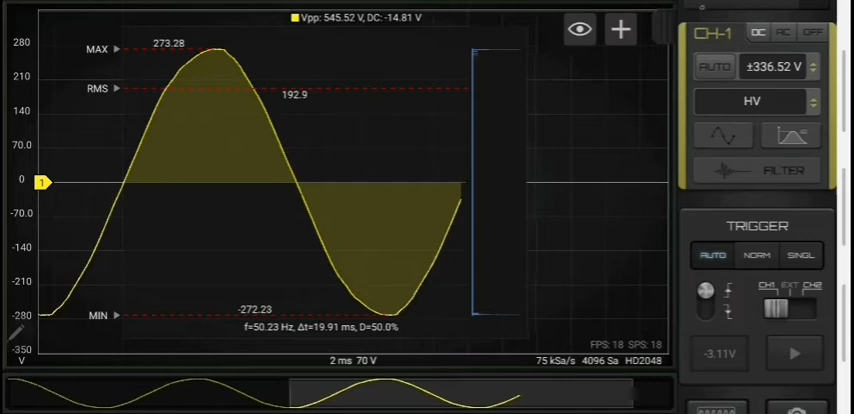 Vpp: 545.52 V, DC: -14.81 V
280
210
140
70.0
0
-70.0
-140
-210
-280
-350
V
MAX
273.28
RMS
192.9
1
MIN
-272.23
f=50.23 Hz, Δt=19.91 ms, D=50.0%
FPS: 18 SPS: 18
2 ms 70 V
75 kSa/s 4096 Sa HD2048
CH-1
DC AC OFF
AUTO
±336.52 V
HV
FILTER
TRIGGER
AUTO NORM SINGL
CH1 EXT CH2
-3.11V